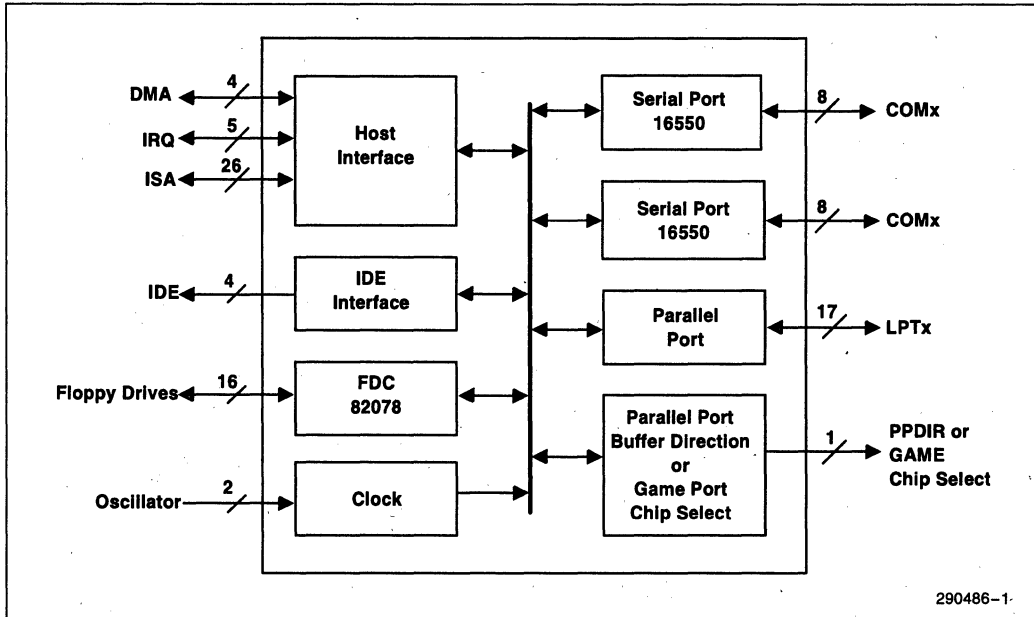 DMA
4
IRQ
5
ISA
26
Host
Interface
IDE
4
IDE
Interface
Floppy Drives
16
FDC
82078
Oscillator
2
Clock
Serial Port
16550
8
COMx
Serial Port
16550
8
COMx
Parallel
Port
17
LPTx
Parallel Port
Buffer Direction
or
Game Port
Chip Select
1
PPDIR or
GAME
Chip Select
290486–1